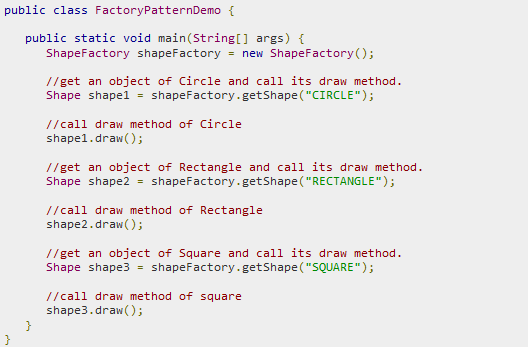 public class FactoryPatternDemo {
public static void main(String[] args) {
ShapeFactory shapeFactory = new ShapeFactory();
//get an object of Circle and call its draw method.
Shape shape1 = shapeFactory.getShape("CIRCLE");
//call draw method of Circle
shape1.draw();
//get an object of Rectangle and call its draw method.
Shape shape2 = shapeFactory.getShape("RECTANGLE");
//call draw method of Rectangle
shape2.draw();
//get an object of Square and call its draw method.
Shape shape3 = shapeFactory.getShape("SQUARE");
//call draw method of square
shape3.draw();
}
}